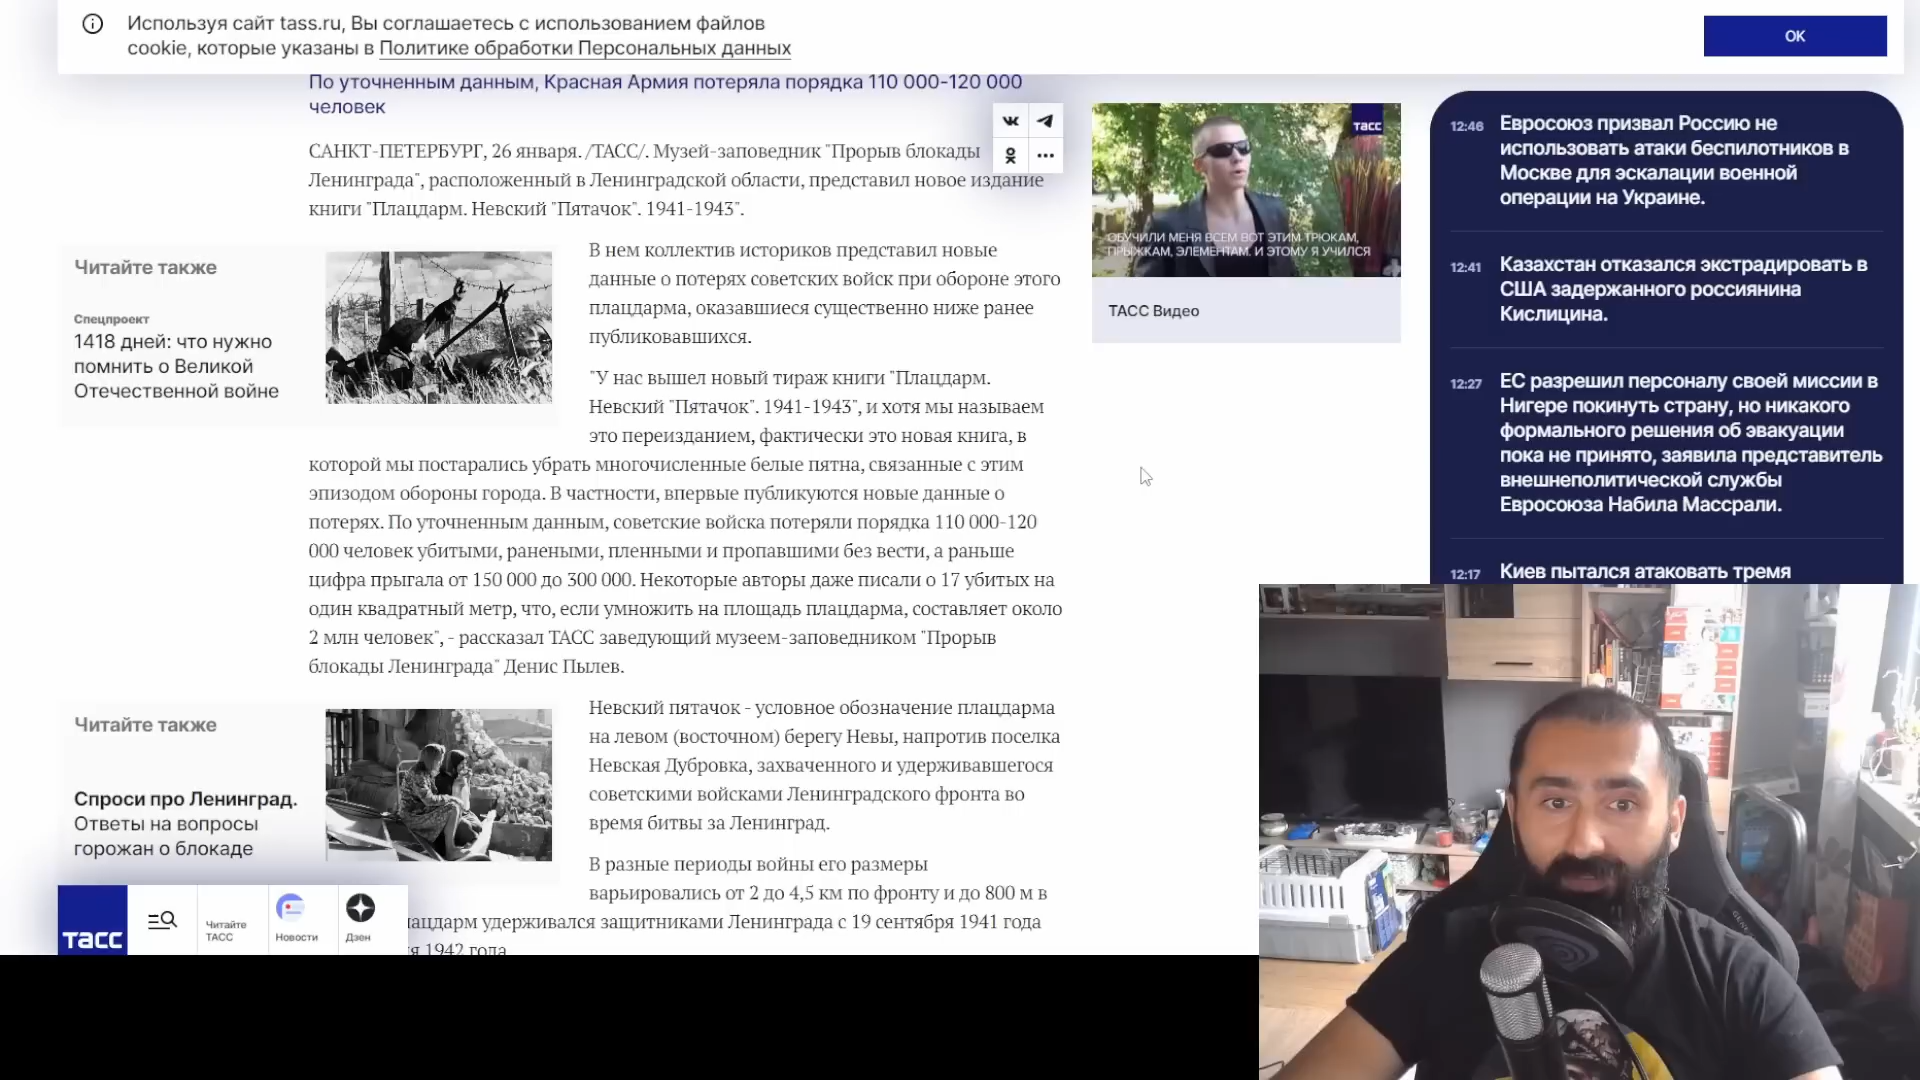 Используя сайт tass.ru, Вы соглашаетесь с использованием файлов
cookie, которые указаны в Политике обработки Персональных данных
ОК
По уточненным данным, Красная Армия потеряла порядка 110 000-120 000
человек
САНКТ-ПЕТЕРБУРГ, 26 января. /ТАСС/. Музей-заповедник "Прорыв блокады
Ленинграда", расположенный в Ленинградской области, представил новое издание
книги "Плацдарм. Невский "Пятачок". 1941-1943".
Читайте также
Спецпроект
1418 дней: что нужно
помнить о Великой
Отечественной войне
В нем коллектив историков представил новые
данные о потерях советских войск при обороне этого
плацдарма, оказавшиеся существенно ниже ранее
публиковавшихся.
"У нас вышел новый тираж книги "Плацдарм.
Невский "Пятачок". 1941-1943", и хотя мы называем
это переизданием, фактически это новая книга, в
которой мы постарались убрать многочисленные белые пятна, связанные с этим
эпизодом обороны города. В частности, впервые публикуются новые данные о
потерях. По уточненным данным, советские войска потеряли порядка 110 000-120
000 человек убитыми, ранеными, пленными и пропавшими без вести, а раньше
цифра прыгала от 150 000 до 300 000. Некоторые авторы даже писали о 17 убитых на
один квадратный метр, что, если умножить на площадь плацдарма, составляет около
2 млн человек", - рассказал ТАСС заведующий музеем-заповедником "Прорыв
блокады Ленинграда" Денис Пылев.
Читайте также
Спроси про Ленинград.
Ответы на вопросы
горожан о блокаде
Невский пятачок - условное обозначение плацдарма
на левом (восточном) берегу Невы, напротив поселка
Невская Дубровка, захваченного и удерживавшегося
советскими войсками Ленинградского фронта во
время битвы за Ленинград.
В разные периоды войны его размеры
варьировались от 2 до 4,5 км по фронту и до 800 м в
лацдарм удерживался защитниками Ленинграда с 19 сентября 1941 года
я 1942 года
ТАСС
Читайте
ТАСС
Новости
Дзен
ТАСС
ОБУЧИЛИ МЕНЯ ВСЕМ ВОТ ЭТИМ ТРЮКАМ,
ПРЫЖКАМ, ЭЛЕМЕНТАМ. И ЭТОМУ Я УЧИЛСЯ
ТАСС Видео
12:46 Евросоюз призвал Россию не
использовать атаки беспилотников в
Москве для эскалации военной
операции на Украине.
12:41 Казахстан отказался экстрадировать в
США задержанного россиянина
Кислицина.
12:27 ЕС разрешил персоналу своей миссии в
Нигере покинуть страну, но никакого
формального решения об эвакуации
пока не принято, заявила представитель
внешнеполитической службы
Евросоюза Набила Массрали.
12:17 Киев пытался атаковать тремя